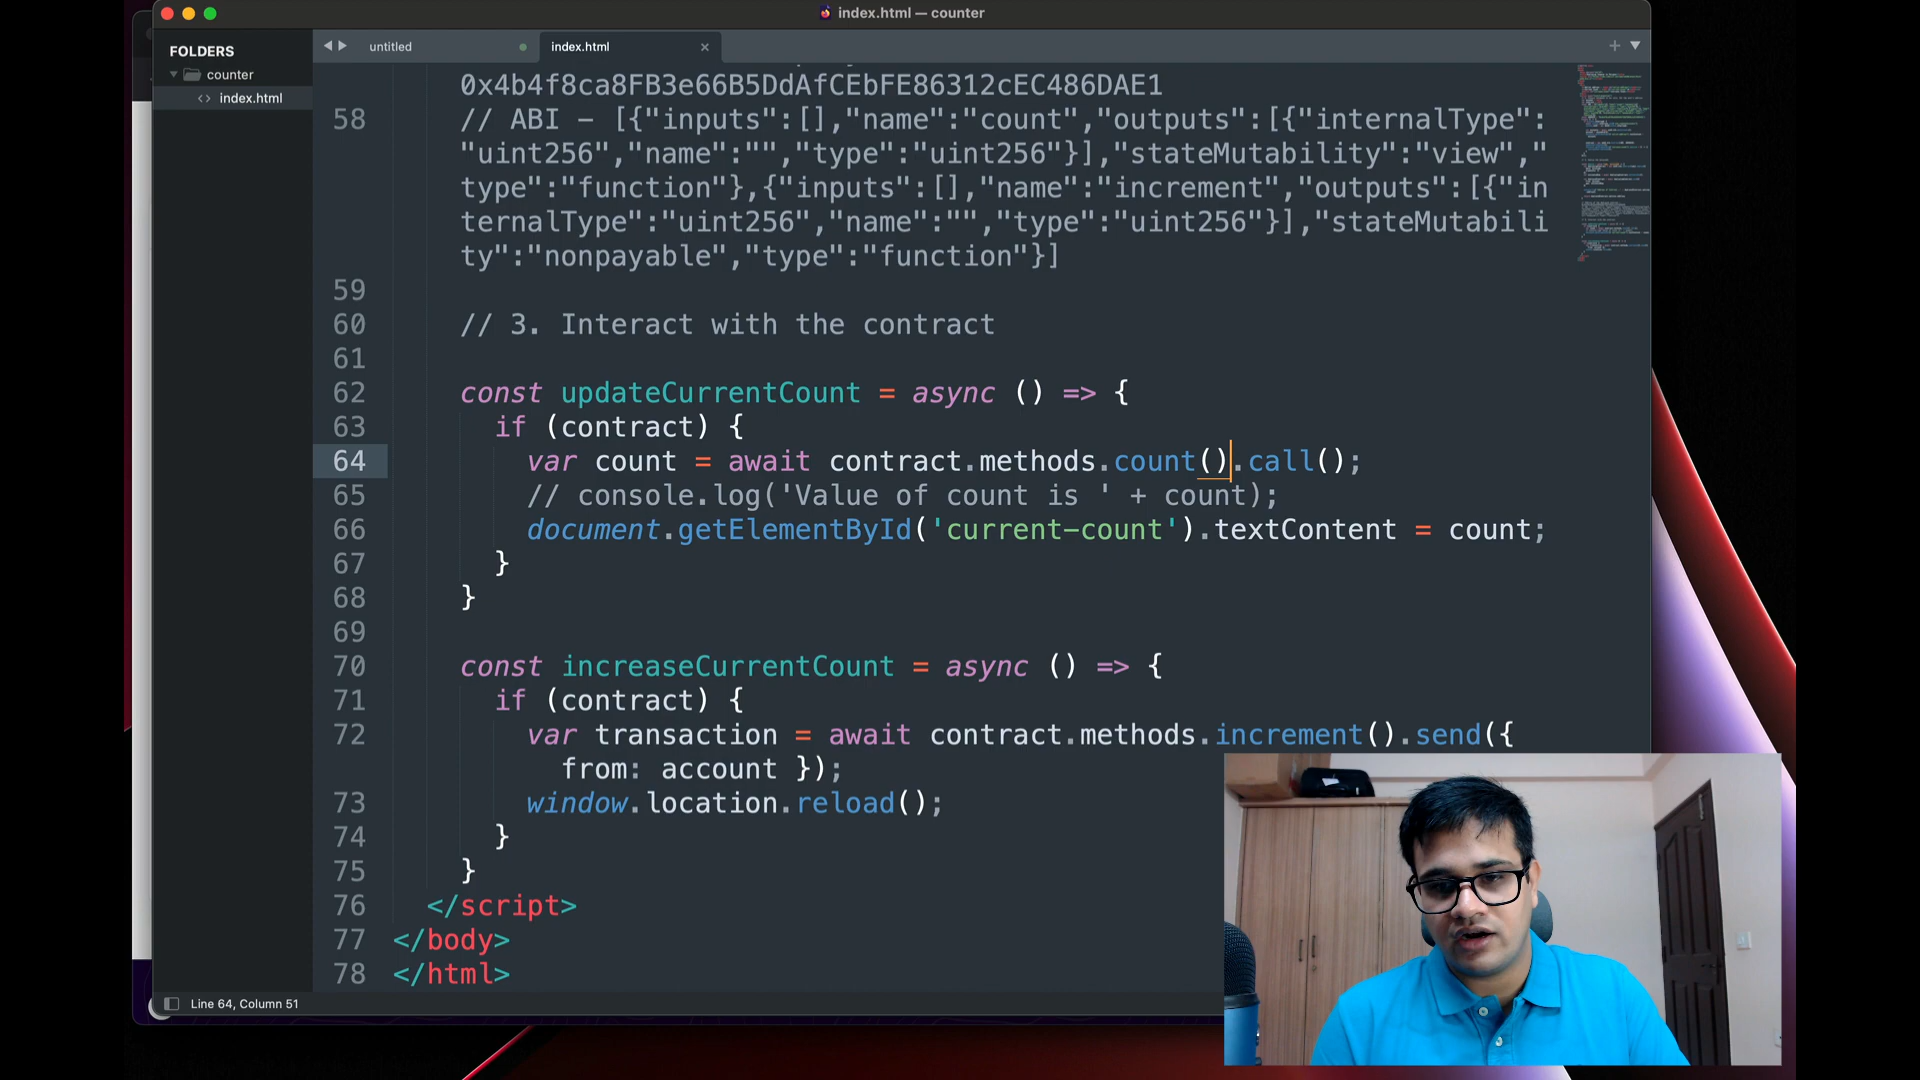 index.html — counter
FOLDERS
counter
index.html
untitled
index.html
0x4b4f8ca8FB3e66B5DdAfCEbFE86312cEC486DAE1
58 // ABI - [{"inputs":[],"name":"count","outputs":[{"internalType":
"uint256","name":"","type":"uint256"}],"stateMutability":"view","
type":"function"},{"inputs":[],"name":"increment","outputs":[{"in
ternalType":"uint256","name":"","type":"uint256"}],"stateMutabili
ty":"nonpayable","type":"function"}]
59
60 // 3. Interact with the contract
61
62 const updateCurrentCount = async () => {
63 if (contract) {
64 var count = await contract.methods.count().call();
65 // console.log('Value of count is ' + count);
66 document.getElementById('current-count').textContent = count;
67 }
68 }
69
70 const increaseCurrentCount = async () => {
71 if (contract) {
72 var transaction = await contract.methods.increment().send({
from: account });
73 window.location.reload();
74 }
75 }
76 </script>
77 </body>
78 </html>
Line 64, Column 51